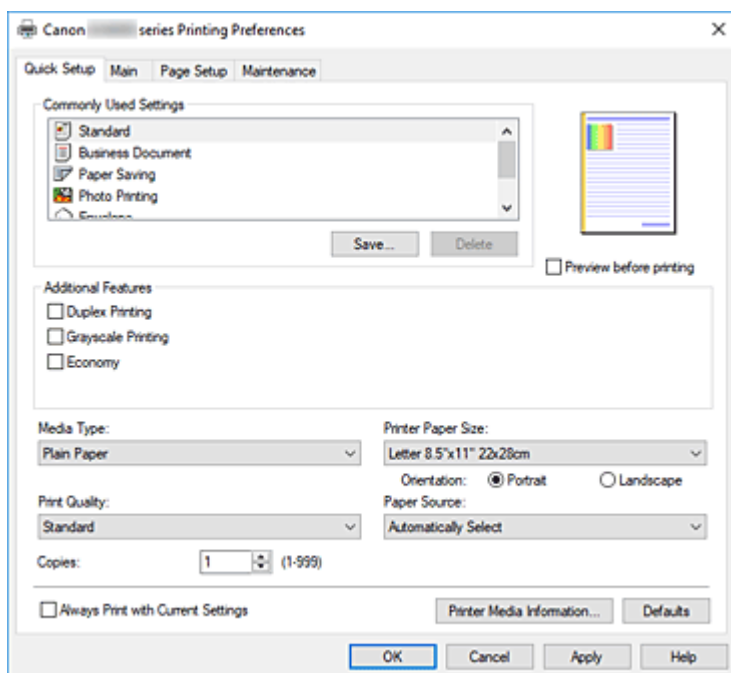 Canon series Printing Preferences
Quick Setup Main Page Setup Maintenance
Commonly Used Settings
Standard
Business Document
Paper Saving
Photo Printing
Save... Delete
Preview before printing
Additional Features
Duplex Printing
Grayscale Printing
Economy
Media Type: Printer Paper Size:
Plain Paper Letter 8.5"x11" 22x28cm
Orientation: Portrait Landscape
Print Quality: Paper Source:
Standard Automatically Select
Copies: 1 (1-999)
Always Print with Current Settings Printer Media Information... Defaults
OK Cancel Apply Help